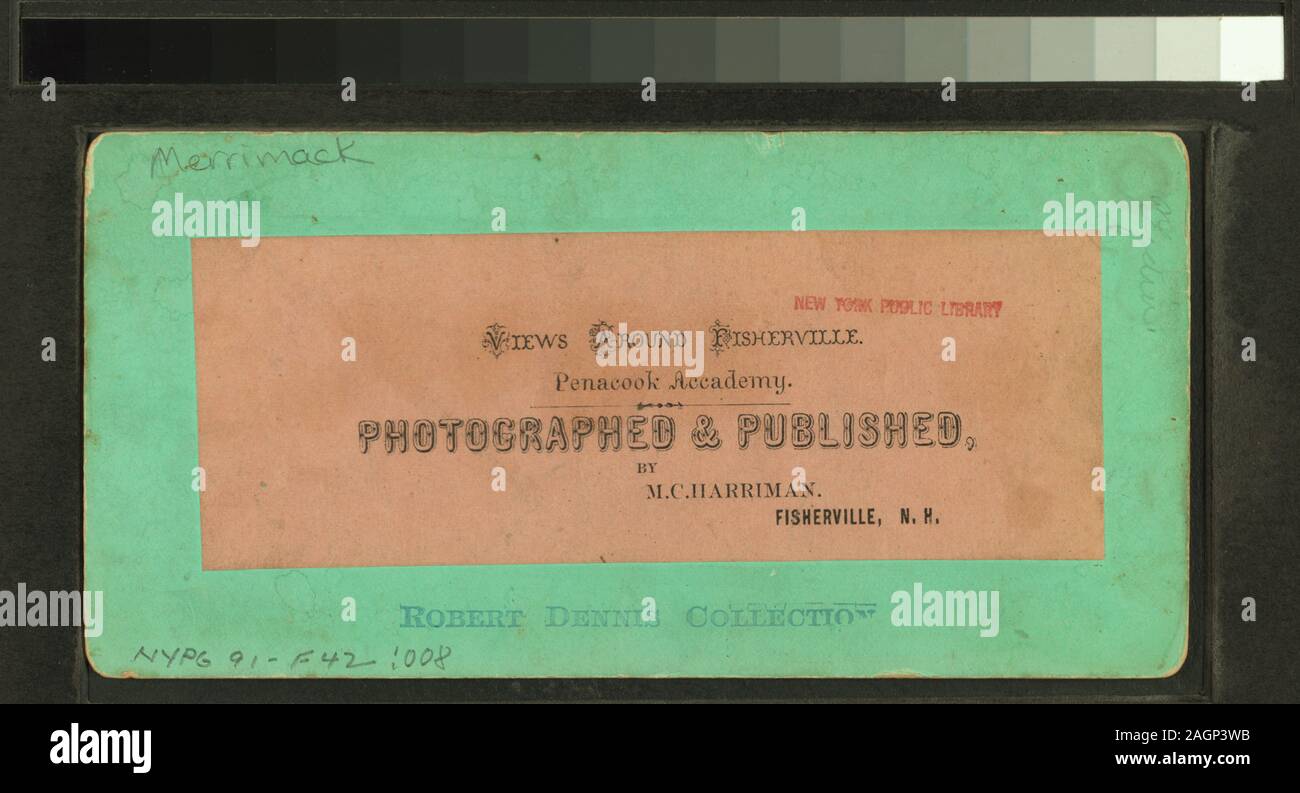 Merrimack
NEW YORK PUBLIC LIBRARY
VIEWS AROUND FISHERVILLE.
Penacook Accademy.
PHOTOGRAPHED & PUBLISHED,
BY
M.C.HARRIMAN.
FISHERVILLE, N. H.
ROBERT DENNIS COLLECTION
NYPG 91-F42 .008
alamy
Image ID: 2AGP3WB
www.alamy.com